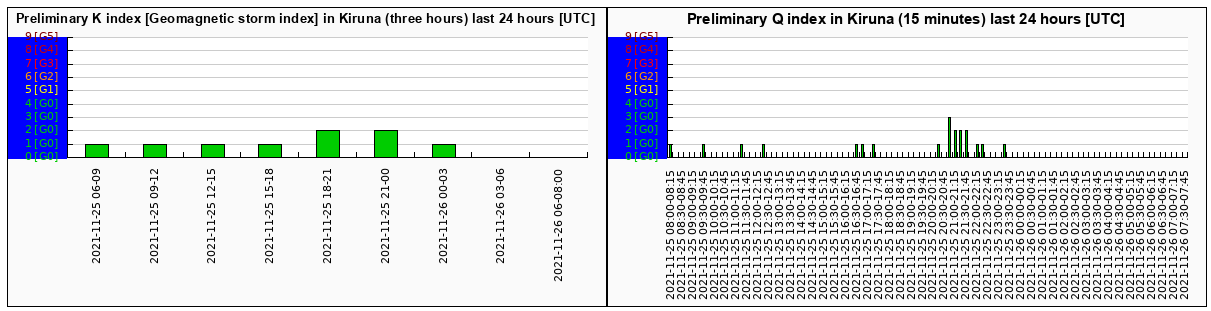 Preliminary K index [Geomagnetic storm index] in Kiruna (three hours) last 24 hours [UTC]
9 [G5]
8 [G4]
7 [G3]
6 [G2]
5 [G1]
4 [G0]
3 [G0]
2 [G0]
1 [G0]
0 [G0]
2021-11-25 06-09
2021-11-25 09-12
2021-11-25 12-15
2021-11-25 15-18
2021-11-25 18-21
2021-11-25 21-00
2021-11-26 00-03
2021-11-26 03-06
2021-11-26 06-08:00
Preliminary Q index in Kiruna (15 minutes) last 24 hours [UTC]
9 [G5]
8 [G4]
7 [G3]
6 [G2]
5 [G1]
4 [G0]
3 [G0]
2 [G0]
1 [G0]
0 [G0]
2021-11-25 08:00-08:15
2021-11-25 08:30-08:45
2021-11-25 09:00-09:15
2021-11-25 09:30-09:45
2021-11-25 10:00-10:15
2021-11-25 10:30-10:45
2021-11-25 11:00-11:15
2021-11-25 11:30-11:45
2021-11-25 12:00-12:15
2021-11-25 12:30-12:45
2021-11-25 13:00-13:15
2021-11-25 13:30-13:45
2021-11-25 14:00-14:15
2021-11-25 14:30-14:45
2021-11-25 15:00-15:15
2021-11-25 15:30-15:45
2021-11-25 16:00-16:15
2021-11-25 16:30-16:45
2021-11-25 17:00-17:15
2021-11-25 17:30-17:45
2021-11-25 18:00-18:15
2021-11-25 18:30-18:45
2021-11-25 19:00-19:15
2021-11-25 19:30-19:45
2021-11-25 20:00-20:15
2021-11-25 20:30-20:45
2021-11-25 21:00-21:15
2021-11-25 21:30-21:45
2021-11-25 22:00-22:15
2021-11-25 22:30-22:45
2021-11-25 23:00-23:15
2021-11-25 23:30-23:45
2021-11-26 00:00-00:15
2021-11-26 00:30-00:45
2021-11-26 01:00-01:15
2021-11-26 01:30-01:45
2021-11-26 02:00-02:15
2021-11-26 02:30-02:45
2021-11-26 03:00-03:15
2021-11-26 03:30-03:45
2021-11-26 04:00-04:15
2021-11-26 04:30-04:45
2021-11-26 05:00-05:15
2021-11-26 05:30-05:45
2021-11-26 06:00-06:15
2021-11-26 06:30-06:45
2021-11-26 07:00-07:15
2021-11-26 07:30-07:45